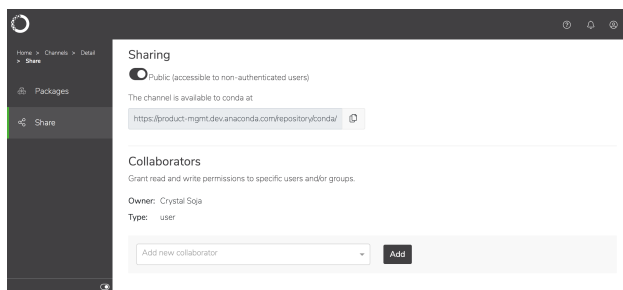 Home > Channels > Detail
> Share
Packages
Share
Sharing
Public (accessible to non-authenticated users)
The channel is available to conda at
https://product-mgmt.dev.anaconda.com/repository/conda/
Collaborators
Grant read and write permissions to specific users and/or groups.
Owner: Crystal Soja
Type: user
Add new collaborator
Add